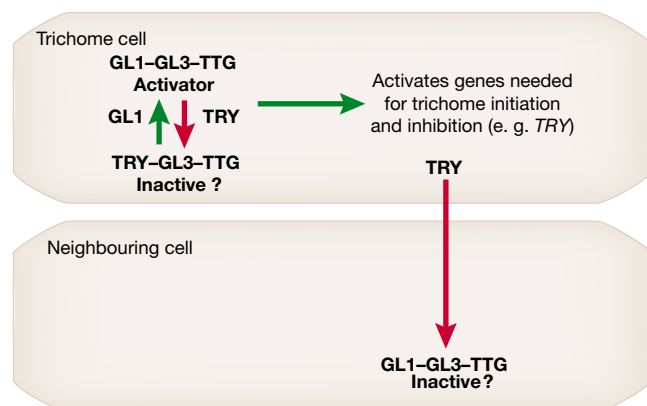 Trichome cell
GL1–GL3–TTG
Activator
GL1 TRY
TRY–GL3–TTG
Inactive ?
Activates genes needed
for trichome initiation
and inhibition (e. g. TRY)
TRY
Neighbouring cell
GL1–GL3–TTG
Inactive?